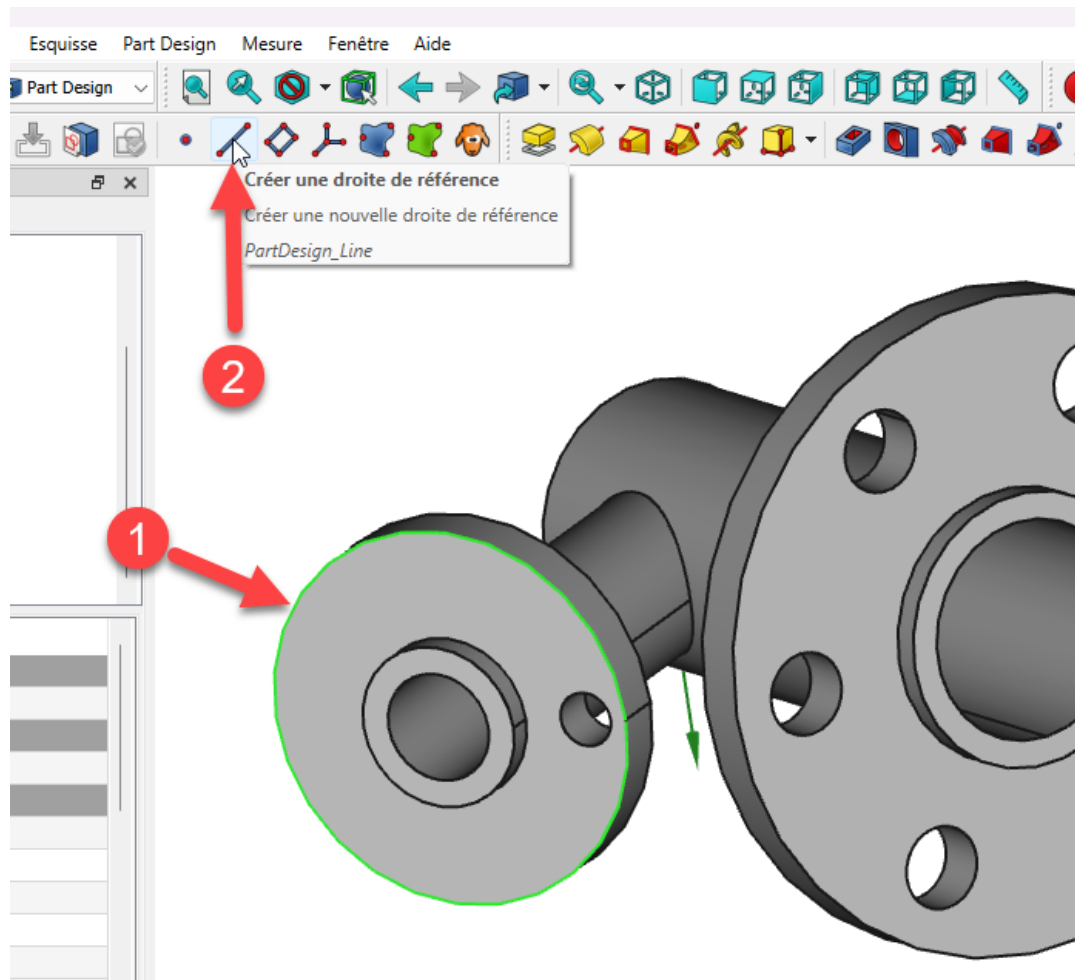 Esquisse Part Design Mesure Fenêtre Aide
Part Design
Créer une droite de référence
Créer une nouvelle droite de référence
PartDesign_Line
2
1